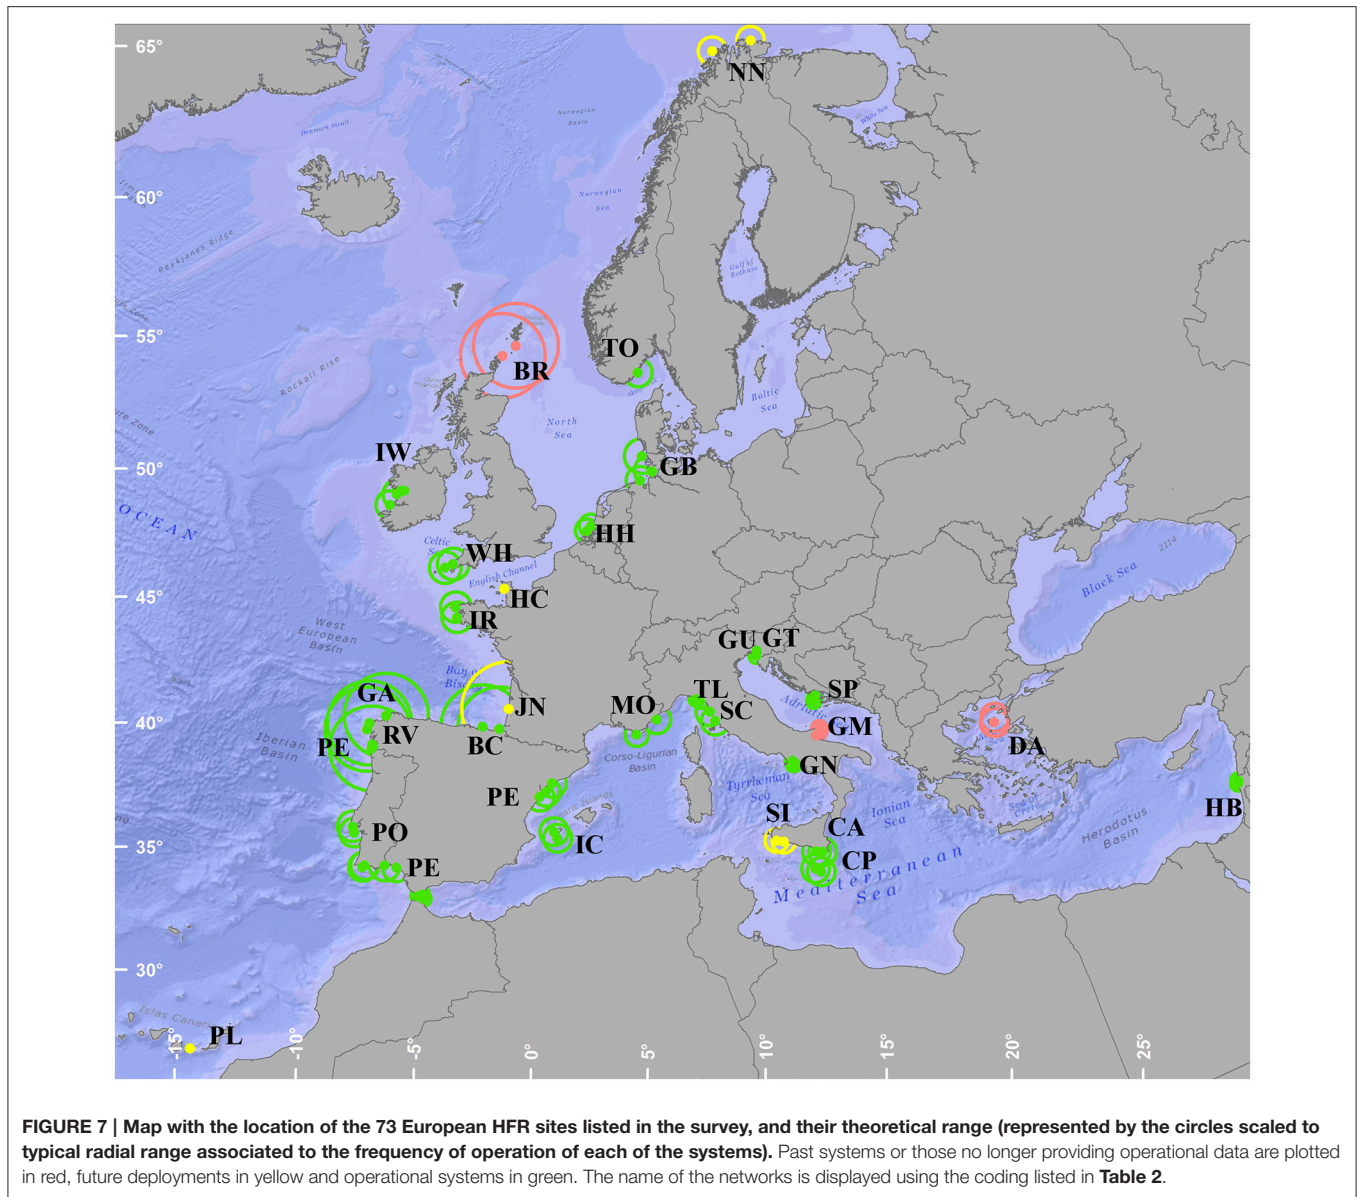 65°
NN
White Sea
Denmark Strait
Norwegian
Basin
60°
Norwegian
Sea
Reykjanes Ridge
Gulf of
Bothnia
55°
TO
BR
Rockall Rise
Baltic
Sea
North
Sea
IW
50°
GB
OCEAN
HH
Celtic
WH
English Channel
2114
Black Sea
45°
HC
IR
West
European
Basin
GU GT
GA
JN
MO
TL
SC
SP
40°
RV
BC
GM
DA
PE
Iberian
Basin
Corso-Ligurian
Basin
GN
PE
Tyrrhenian
Sea
HB
Ionian
Sea
SI
CA
Herodotus
Basin
PO
IC
35°
CP
PE
Mediterranean
Sea
30°
PL
-15°
-10°
-5°
0°
5°
10°
15°
20°
25°
FIGURE 7 | Map with the location of the 73 European HFR sites listed in the survey, and their theoretical range (represented by the circles scaled to
typical radial range associated to the frequency of operation of each of the systems). Past systems or those no longer providing operational data are plotted
in red, future deployments in yellow and operational systems in green. The name of the networks is displayed using the coding listed in Table 2.